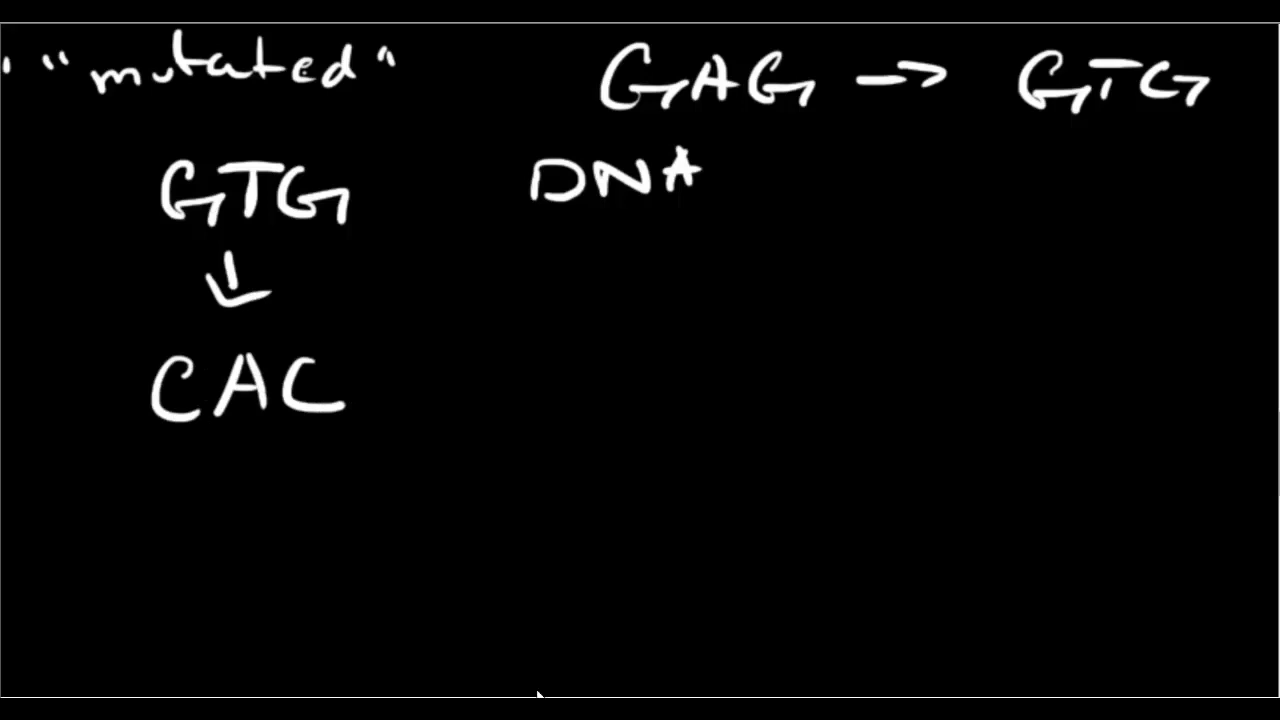 " "mutated" GAG → GTG
GTG DNA
↓
CAC